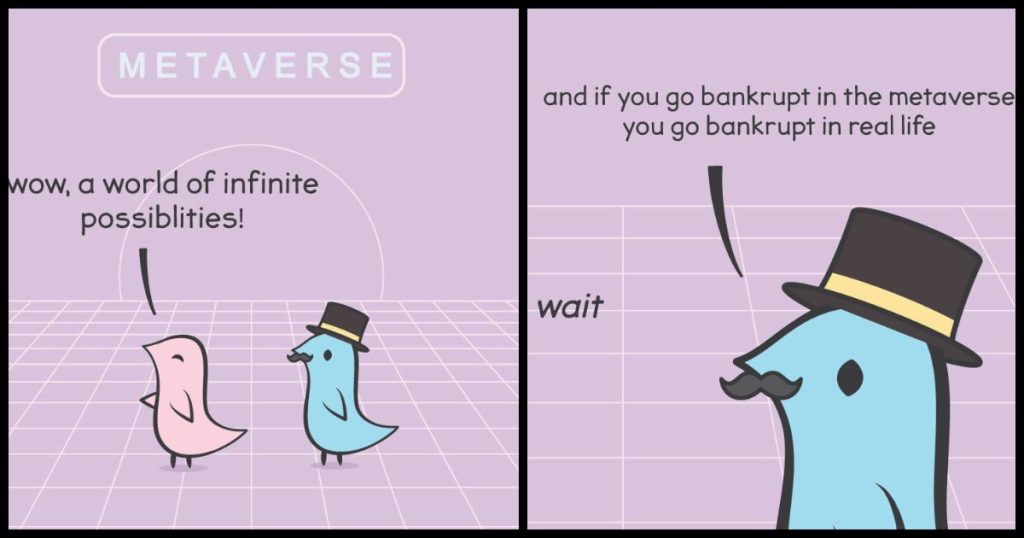 METAVERSE
wow, a world of infinite
possiblities!
and if you go bankrupt in the metaverse
you go bankrupt in real life
wait